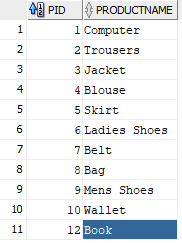 PID PRODUCTNAME
1 1 Computer
2 2 Trousers
3 3 Jacket
4 4 Blouse
5 5 Skirt
6 6 Ladies Shoes
7 7 Belt
8 8 Bag
9 9 Mens Shoes
10 10 Wallet
11 12 Book